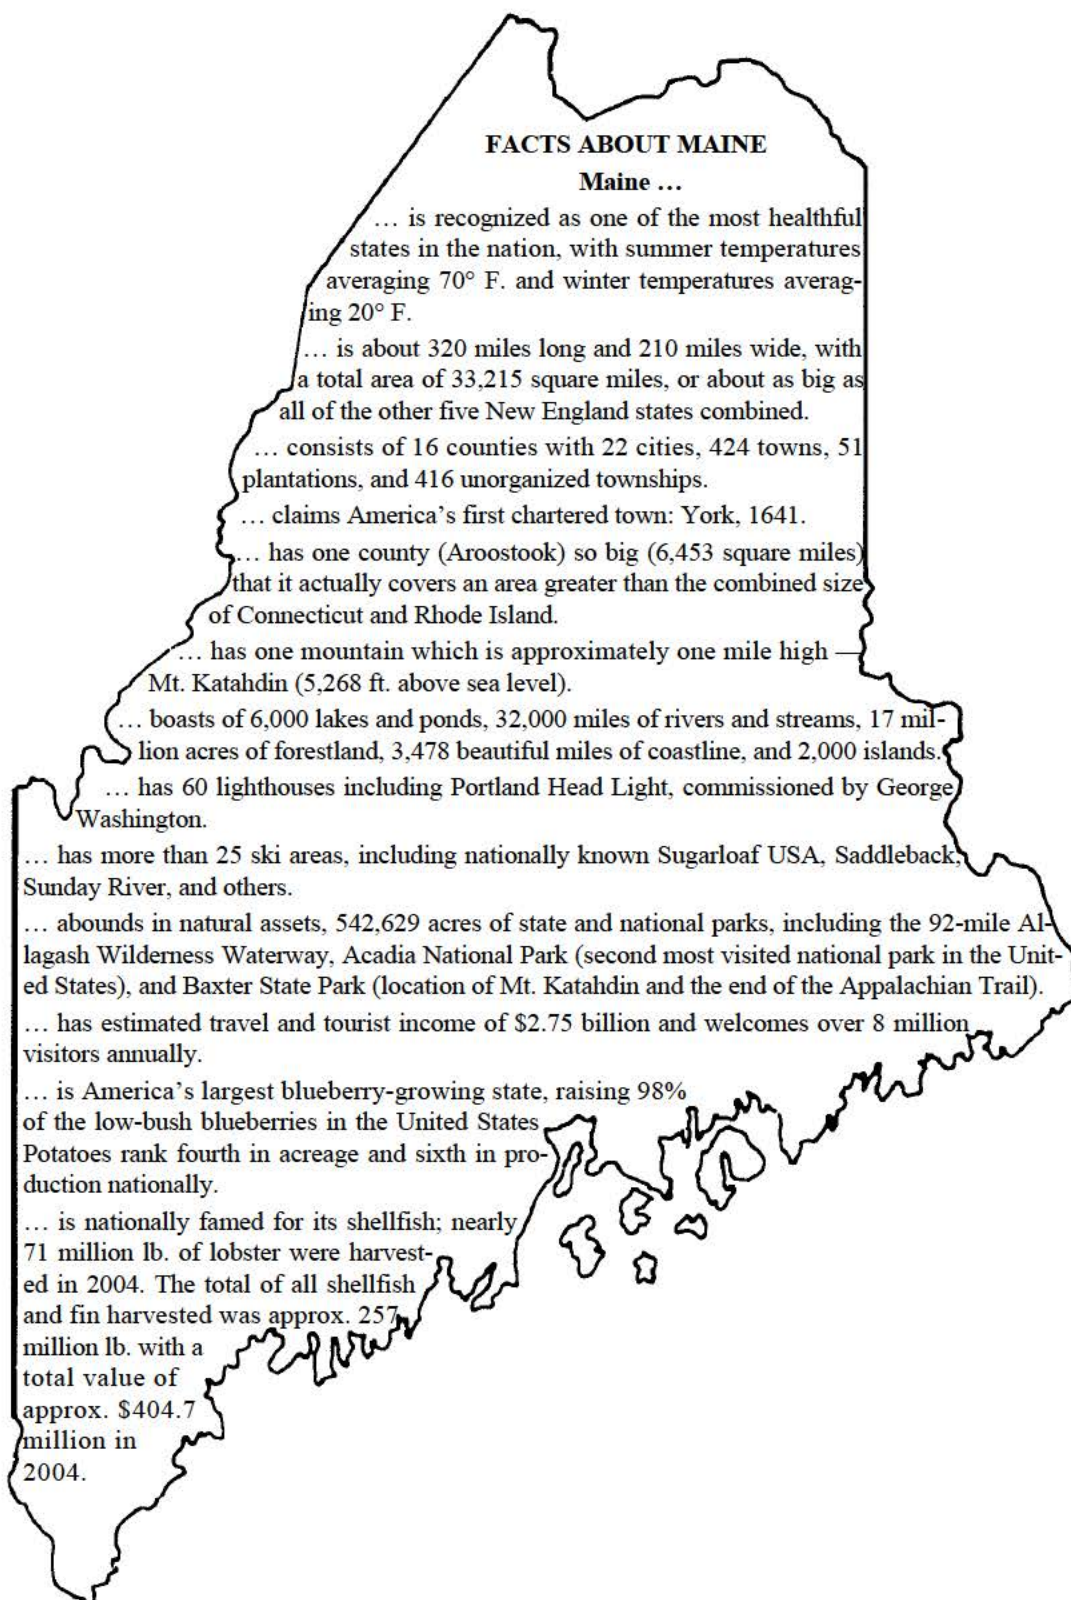 FACTS ABOUT MAINE
Maine …
… is recognized as one of the most healthful
states in the nation, with summer temperatures
averaging 70° F. and winter temperatures averag-
ing 20° F.
… is about 320 miles long and 210 miles wide, with
a total area of 33,215 square miles, or about as big as
all of the other five New England states combined.
… consists of 16 counties with 22 cities, 424 towns, 51
plantations, and 416 unorganized townships.
… claims America’s first chartered town: York, 1641.
… has one county (Aroostook) so big (6,453 square miles)
that it actually covers an area greater than the combined size
of Connecticut and Rhode Island.
… has one mountain which is approximately one mile high —
Mt. Katahdin (5,268 ft. above sea level).
… boasts of 6,000 lakes and ponds, 32,000 miles of rivers and streams, 17 mil-
lion acres of forestland, 3,478 beautiful miles of coastline, and 2,000 islands.
… has 60 lighthouses including Portland Head Light, commissioned by George
Washington.
… has more than 25 ski areas, including nationally known Sugarloaf USA, Saddleback,
Sunday River, and others.
… abounds in natural assets, 542,629 acres of state and national parks, including the 92-mile Al-
lagash Wilderness Waterway, Acadia National Park (second most visited national park in the Unit-
ed States), and Baxter State Park (location of Mt. Katahdin and the end of the Appalachian Trail).
… has estimated travel and tourist income of $2.75 billion and welcomes over 8 million
visitors annually.
… is America’s largest blueberry-growing state, raising 98%
of the low-bush blueberries in the United States
Potatoes rank fourth in acreage and sixth in pro-
duction nationally.
… is nationally famed for its shellfish; nearly
71 million lb. of lobster were harvest-
ed in 2004. The total of all shellfish
and fin harvested was approx. 257
million lb. with a
total value of
approx. $404.7
million in
2004.